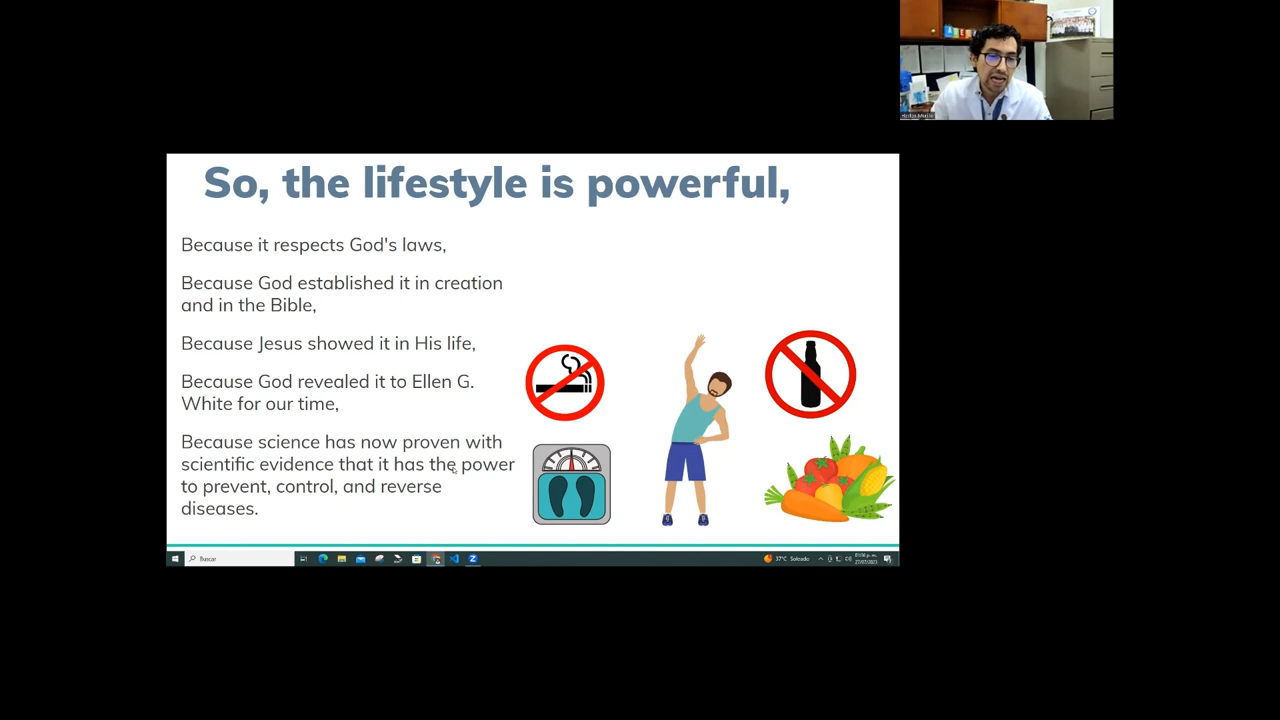 So, the lifestyle is powerful,
Because it respects God's laws,
Because God established it in creation
and in the Bible,
Because Jesus showed it in His life,
Because God revealed it to Ellen G.
White for our time,
Because science has now proven with
scientific evidence that it has the power
to prevent, control, and reverse
diseases.
Buscar
37°C Soleado